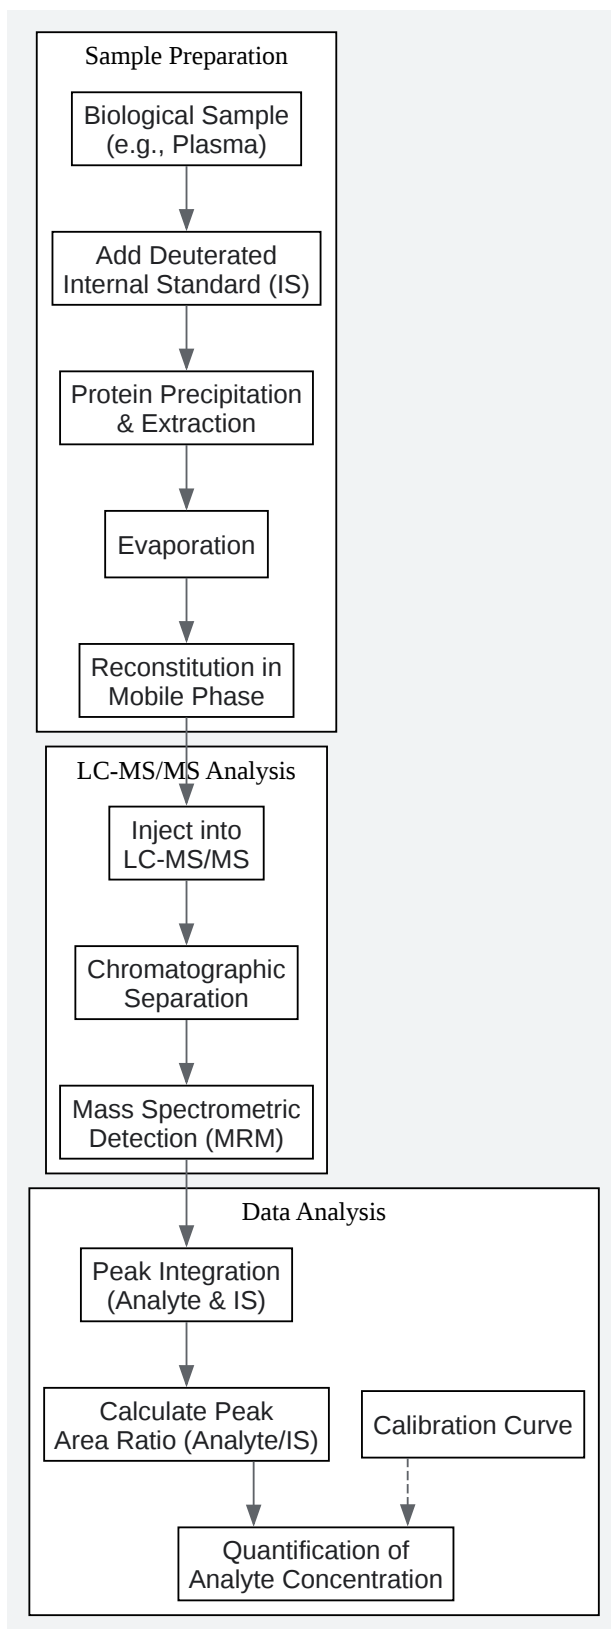 Sample Preparation
Biological Sample
(e.g., Plasma)
Add Deuterated
Internal Standard (IS)
Protein Precipitation
& Extraction
Evaporation
Reconstitution in
Mobile Phase
LC-MS/MS Analysis
Inject into
LC-MS/MS
Chromatographic
Separation
Mass Spectrometric
Detection (MRM)
Data Analysis
Peak Integration
(Analyte & IS)
Calculate Peak
Area Ratio (Analyte/IS)
Calibration Curve
Quantification of
Analyte Concentration